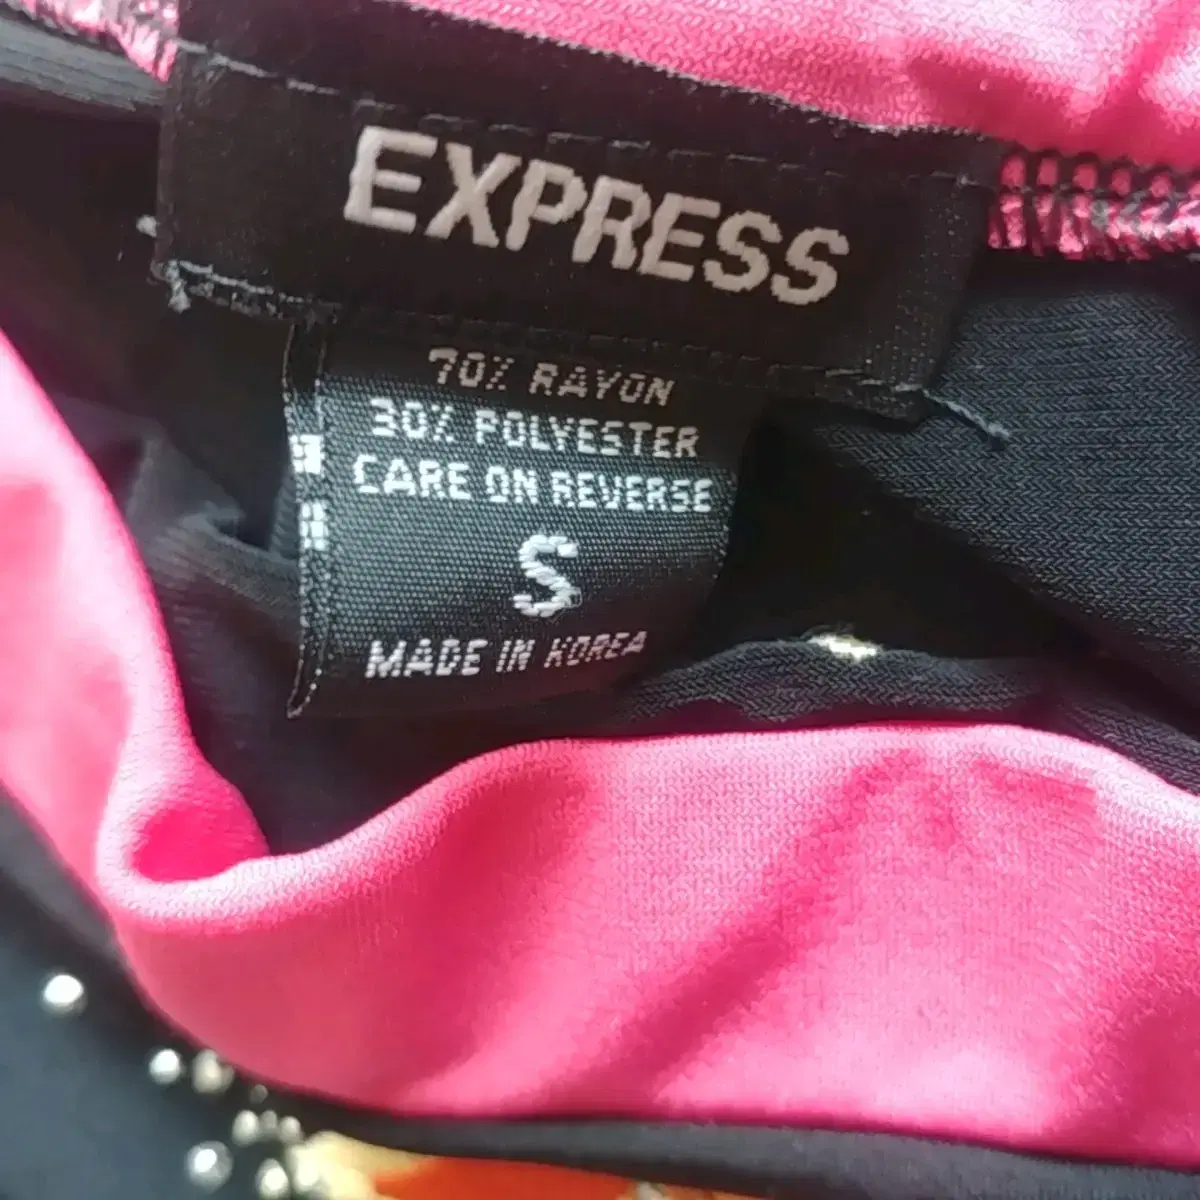 EXPRESS
70% RAYON
30% POLYESTER
CARE ON REVERSE
S
MADE IN KOREA